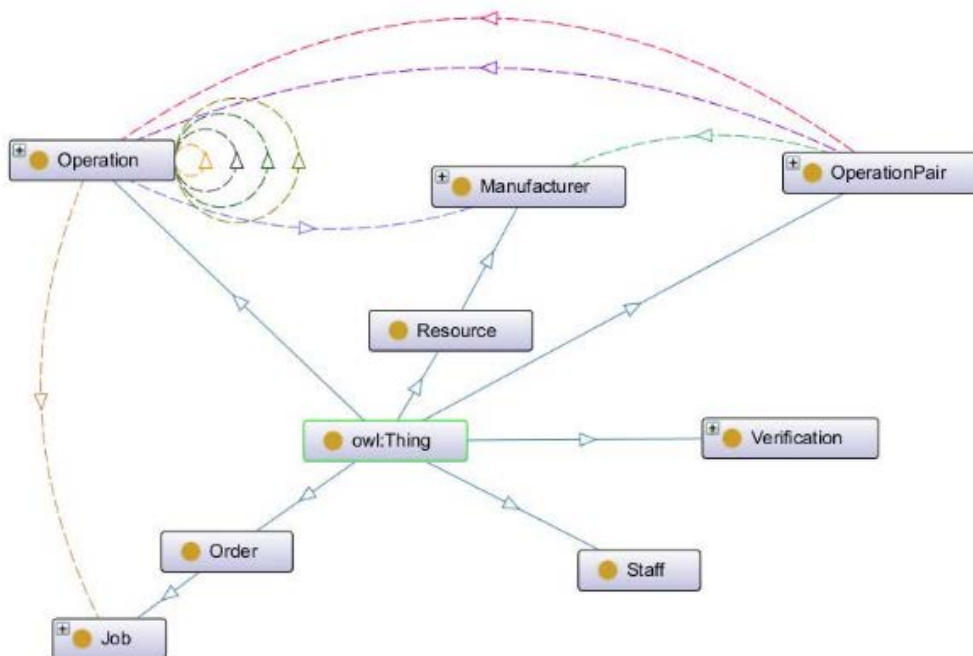 Operation
Manufacturer
OperationPair
Resource
owl:Thing
Verification
Order
Staff
Job